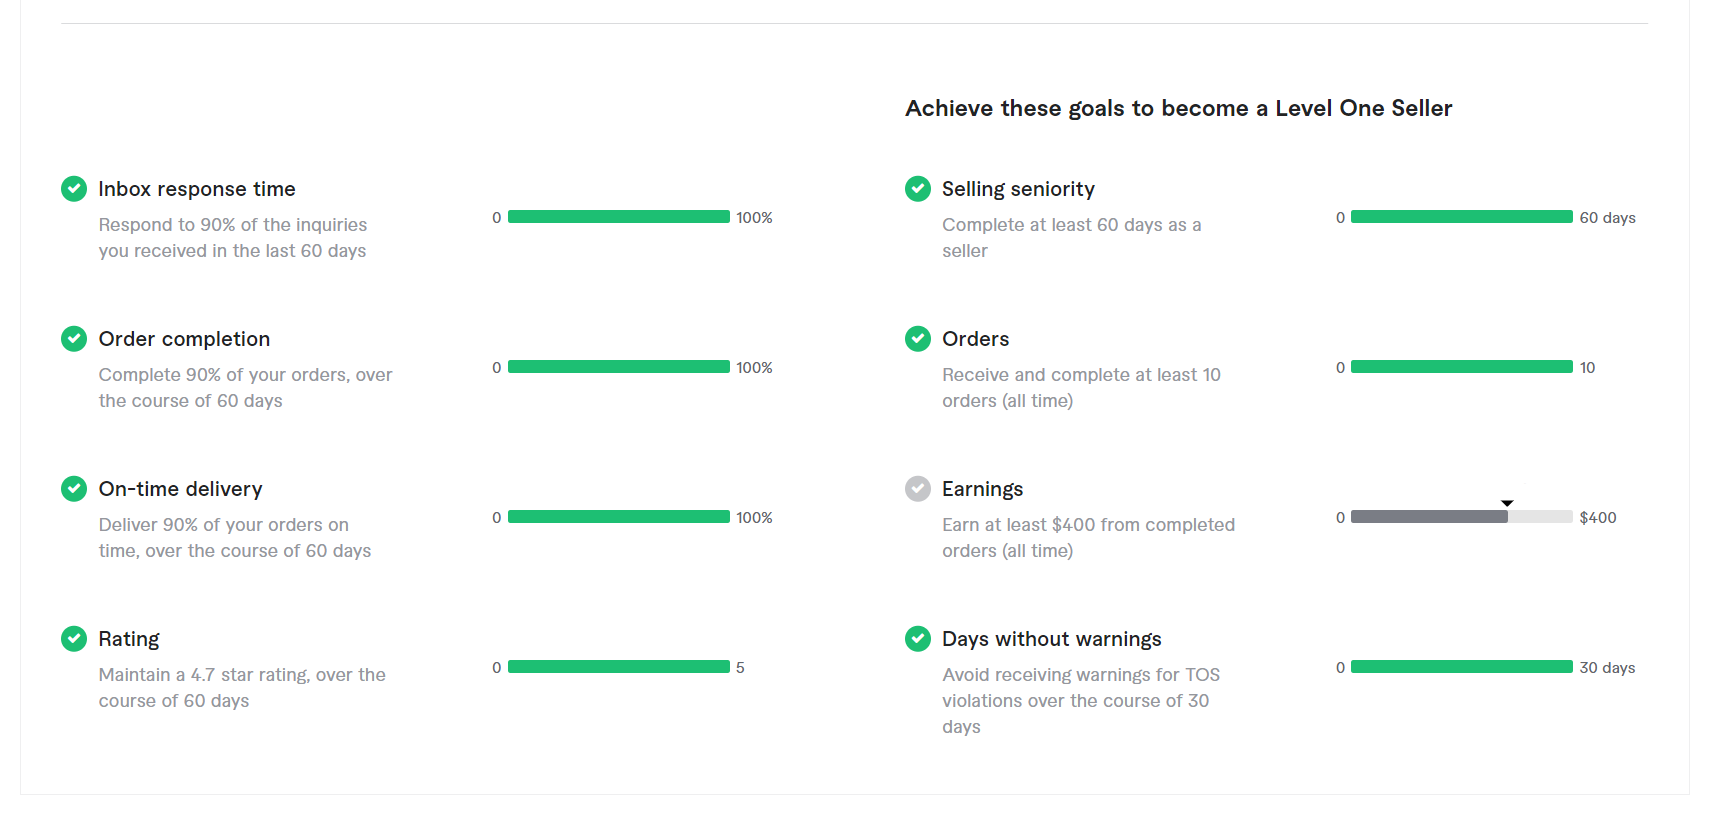 Achieve these goals to become a Level One Seller
Inbox response time
Respond to 90% of the inquiries
you received in the last 60 days
0 100%
Order completion
Complete 90% of your orders, over
the course of 60 days
0 100%
On-time delivery
Deliver 90% of your orders on
time, over the course of 60 days
0 100%
Rating
Maintain a 4.7 star rating, over the
course of 60 days
0 5
Selling seniority
Complete at least 60 days as a
seller
0 60 days
Orders
Receive and complete at least 10
orders (all time)
0 10
Earnings
Earn at least $400 from completed
orders (all time)
0 $400
Days without warnings
Avoid receiving warnings for TOS
violations over the course of 30
days
0 30 days